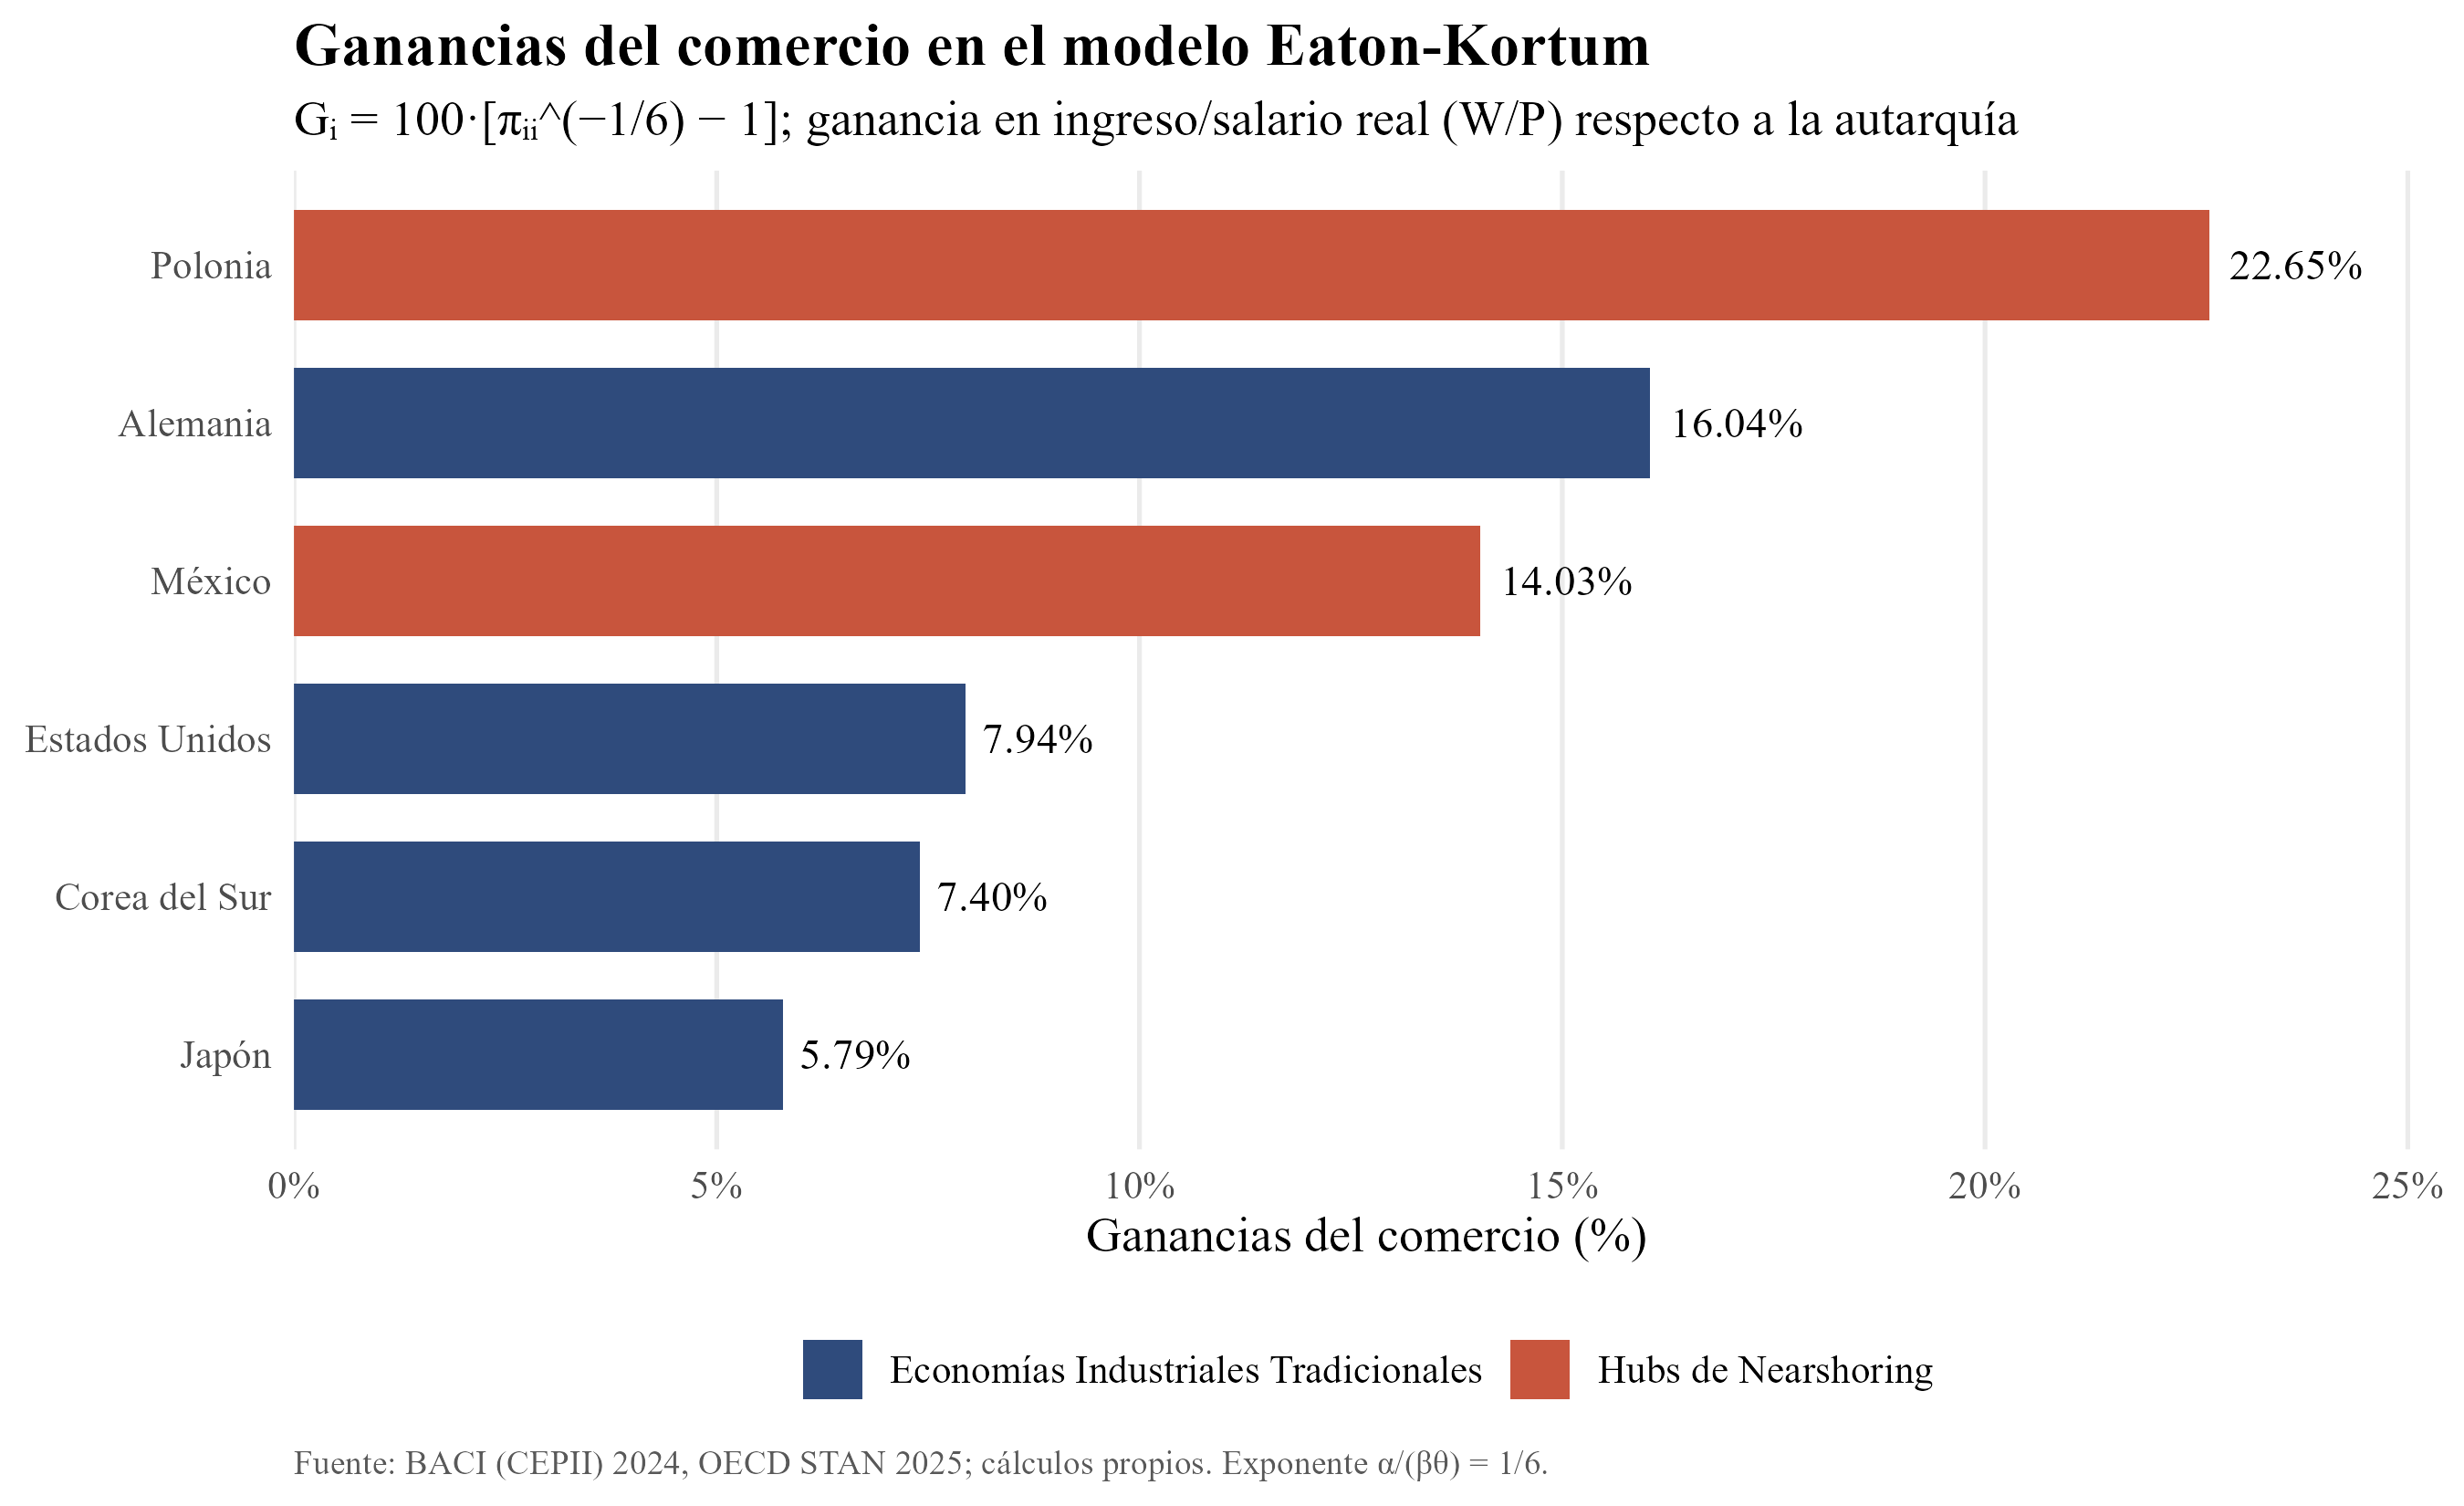 Ganancias del comercio en el modelo Eaton-Kortum
Gᵢ = 100·[πᵢᵢ^(−1/6) − 1]; ganancia en ingreso/salario real (W/P) respecto a la autarquía
Polonia
22.65%
Alemania
16.04%
México
14.03%
Estados Unidos
7.94%
Corea del Sur
7.40%
Japón
5.79%
0% 5% 10% 15% 20% 25%
Ganancias del comercio (%)
Economías Industriales Tradicionales
Hubs de Nearshoring
Fuente: BACI (CEPII) 2024, OECD STAN 2025; cálculos propios. Exponente α/(βθ) = 1/6.